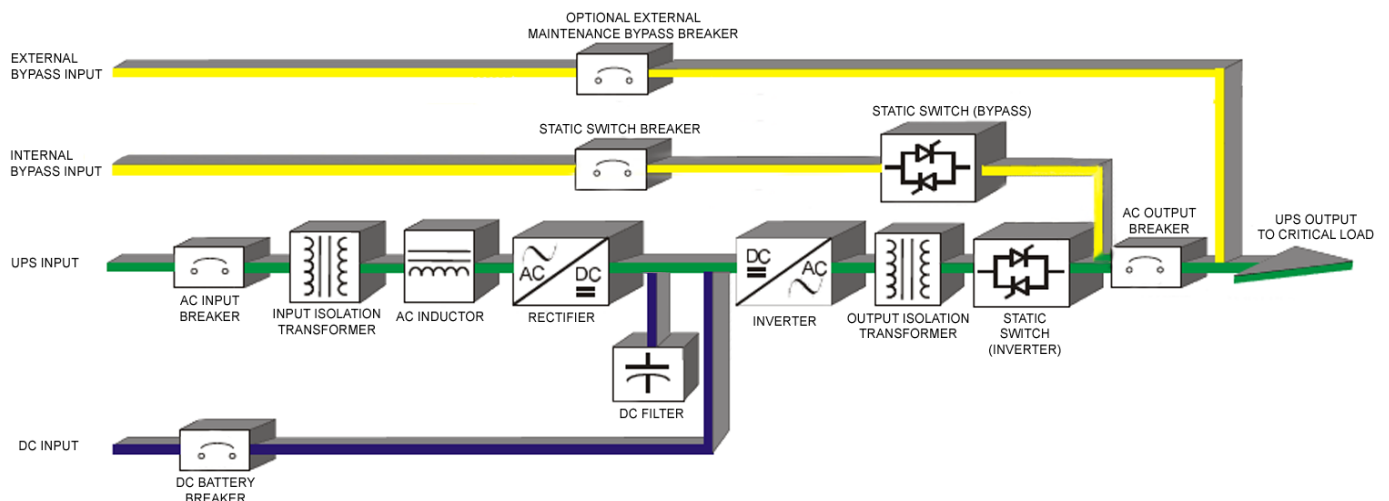 OPTIONAL EXTERNAL
MAINTENANCE BYPASS BREAKER
EXTERNAL
BYPASS INPUT
STATIC SWITCH BREAKER
STATIC SWITCH (BYPASS)
INTERNAL
BYPASS INPUT
AC OUTPUT
BREAKER
UPS OUTPUT
TO CRITICAL LOAD
UPS INPUT
AC
DC
DC
AC
AC INPUT
BREAKER
INPUT ISOLATION
TRANSFORMER
AC INDUCTOR
RECTIFIER
INVERTER
OUTPUT ISOLATION
TRANSFORMER
STATIC
SWITCH
(INVERTER)
DC FILTER
DC INPUT
DC BATTERY
BREAKER